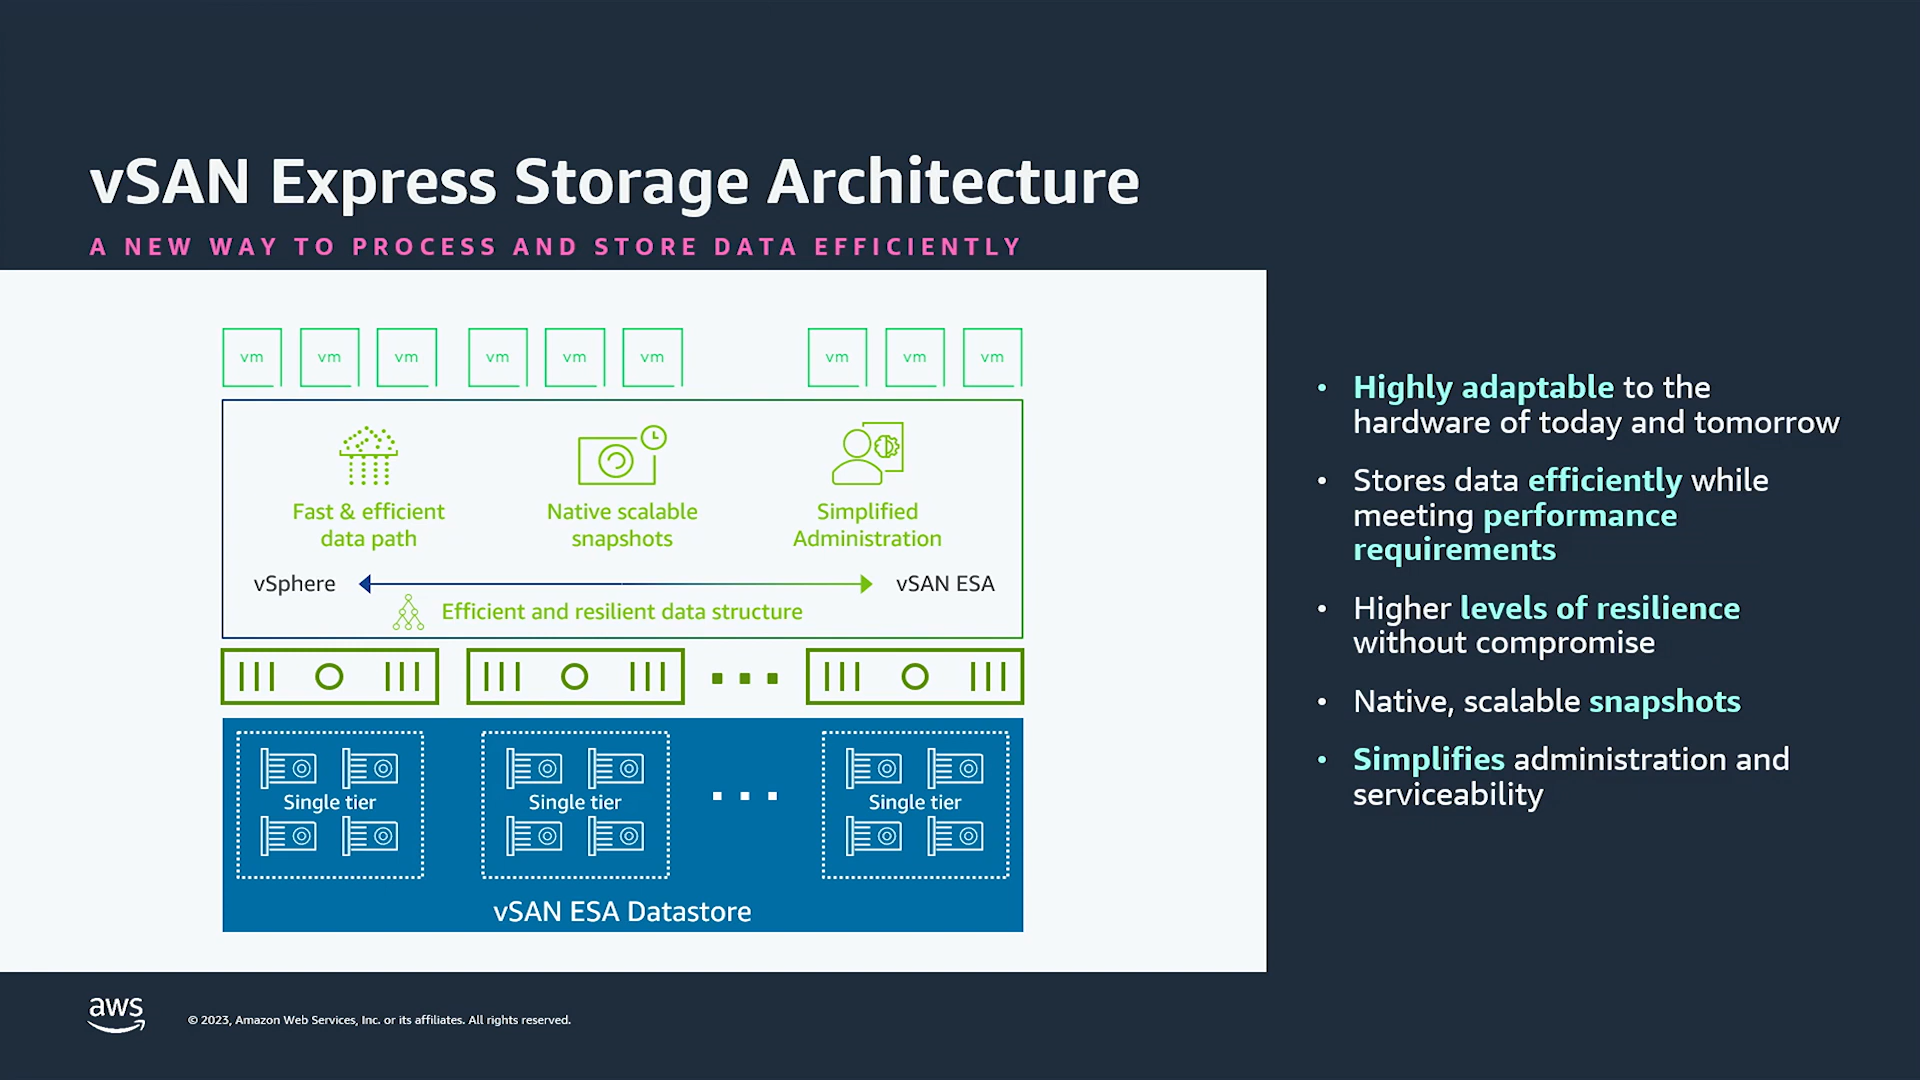 vSAN Express Storage Architecture
A NEW WAY TO PROCESS AND STORE DATA EFFICIENTLY
vm vm vm vm vm vm vm vm vm
Fast & efficient
data path
Native scalable
snapshots
Simplified
Administration
vSphere
vSAN ESA
Efficient and resilient data structure
Single tier
Single tier
Single tier
vSAN ESA Datastore
• Highly adaptable to the
hardware of today and tomorrow
• Stores data efficiently while
meeting performance
requirements
• Higher levels of resilience
without compromise
• Native, scalable snapshots
• Simplifies administration and
serviceability
aws
© 2023, Amazon Web Services, Inc. or its affiliates. All rights reserved.